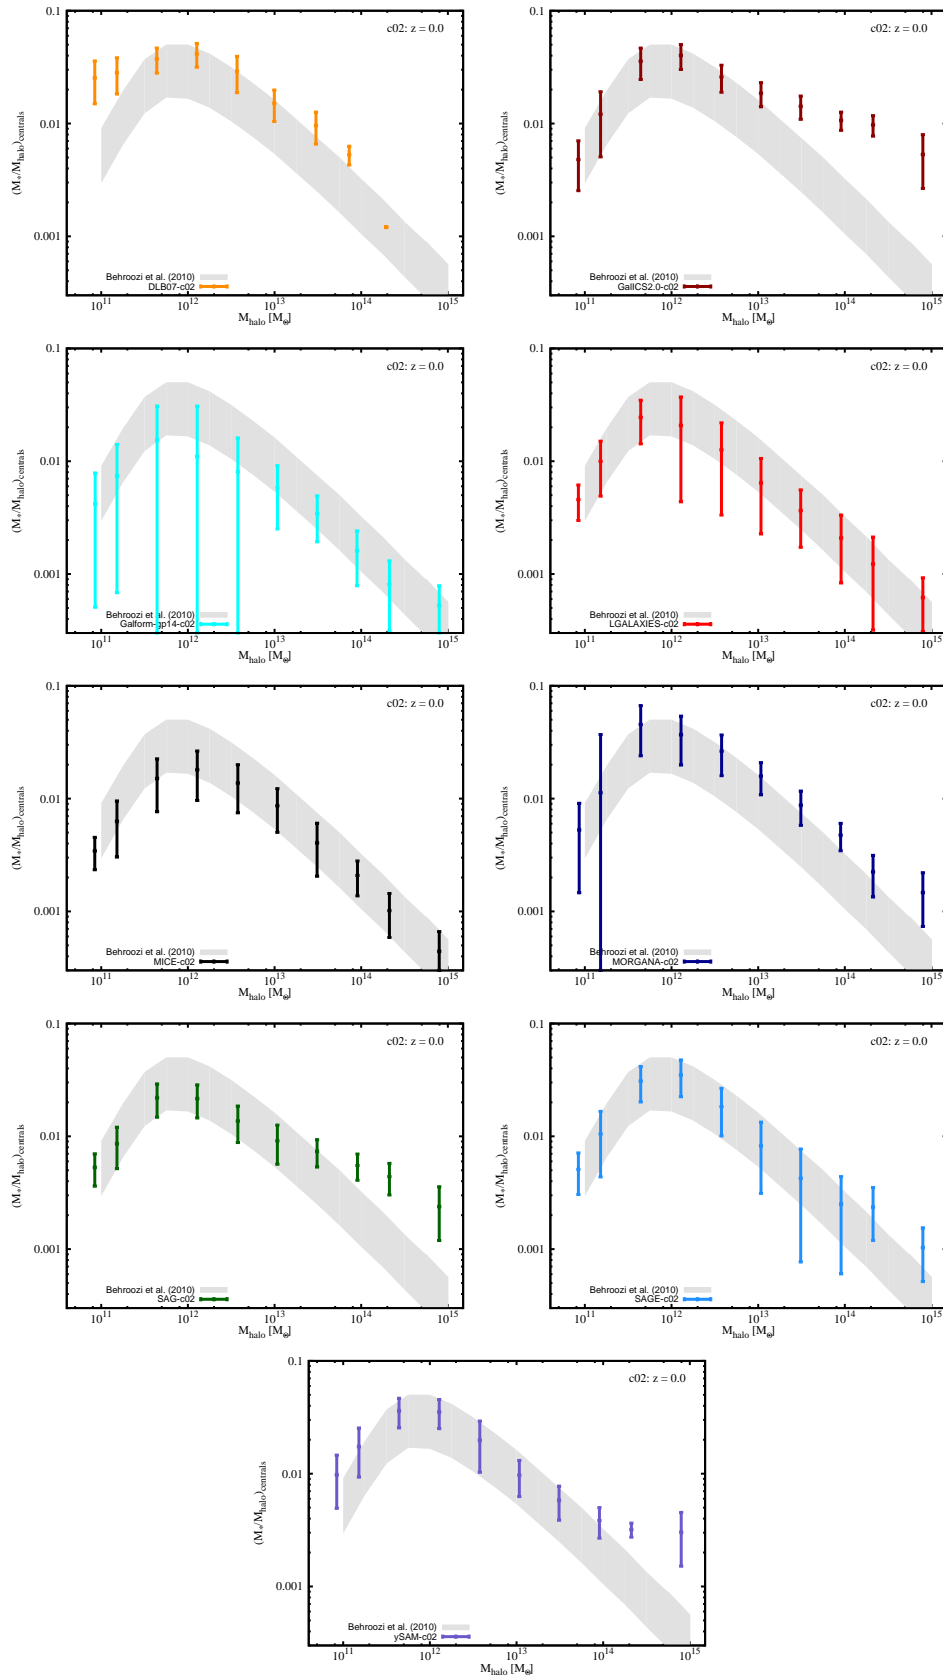 0.1
c02: z = 0.0
0.01
(M*/Mhalo)centrals
0.001
Behroozi et al. (2010)
DLB07-c02
10^11 10^12 10^13 10^14 10^15
Mhalo [M⊙]
0.1
c02: z = 0.0
0.01
(M*/Mhalo)centrals
0.001
Behroozi et al. (2010)
GalICS2.0-c02
10^11 10^12 10^13 10^14 10^15
Mhalo [M⊙]
0.1
c02: z = 0.0
0.01
(M*/Mhalo)centrals
0.001
Behroozi et al. (2010)
Galform-gp14-c02
10^11 10^12 10^13 10^14 10^15
Mhalo [M⊙]
0.1
c02: z = 0.0
0.01
(M*/Mhalo)centrals
0.001
Behroozi et al. (2010)
LGALAXIES-c02
10^11 10^12 10^13 10^14 10^15
Mhalo [M⊙]
0.1
c02: z = 0.0
0.01
(M*/Mhalo)centrals
0.001
Behroozi et al. (2010)
MICE-c02
10^11 10^12 10^13 10^14 10^15
Mhalo [M⊙]
0.1
c02: z = 0.0
0.01
(M*/Mhalo)centrals
0.001
Behroozi et al. (2010)
MORGANA-c02
10^11 10^12 10^13 10^14 10^15
Mhalo [M⊙]
0.1
c02: z = 0.0
0.01
(M*/Mhalo)centrals
0.001
Behroozi et al. (2010)
SAG-c02
10^11 10^12 10^13 10^14 10^15
Mhalo [M⊙]
0.1
c02: z = 0.0
0.01
(M*/Mhalo)centrals
0.001
Behroozi et al. (2010)
SAGE-c02
10^11 10^12 10^13 10^14 10^15
Mhalo [M⊙]
0.1
c02: z = 0.0
0.01
(M*/Mhalo)centrals
0.001
Behroozi et al. (2010)
ySAM-c02
10^11 10^12 10^13 10^14 10^15
Mhalo [M⊙]